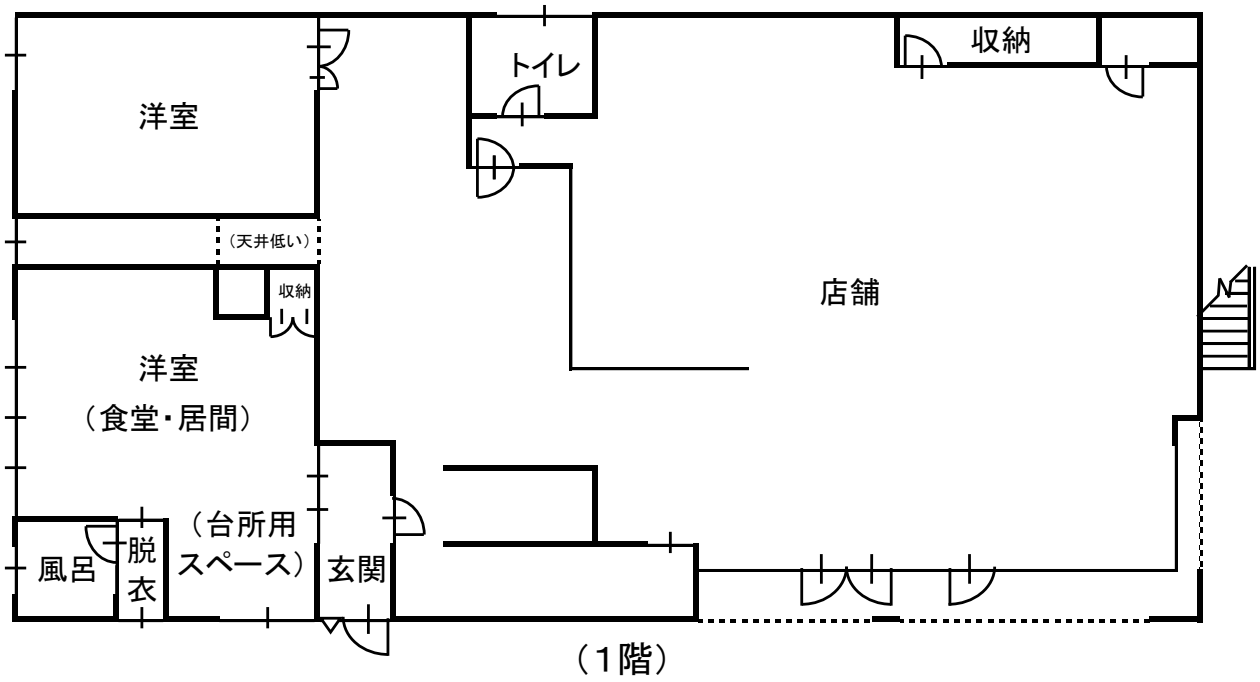 トイレ
収納
洋室
（天井低い）
収納
店舗
洋室
（食堂・居間）
（台所用
スペース）
風呂
脱
衣
玄関
（１階）